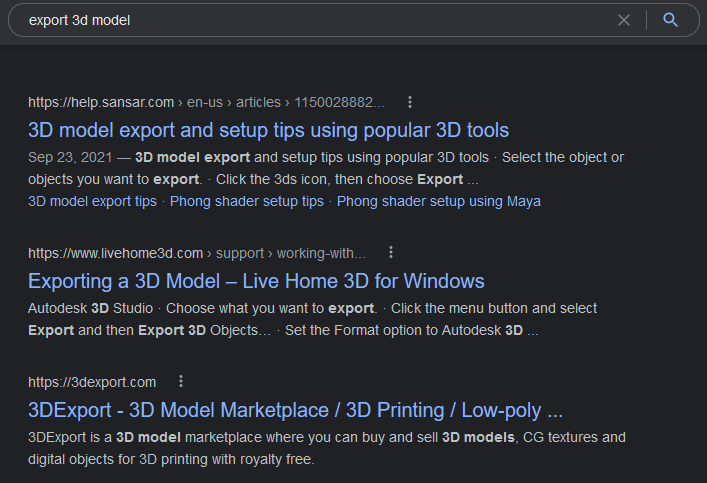 export 3d model
https://help.sansar.com › en-us › articles › 1150028882...
3D model export and setup tips using popular 3D tools
Sep 23, 2021 — 3D model export and setup tips using popular 3D tools · Select the object or
objects you want to export. · Click the 3ds icon, then choose Export ...
3D model export tips · Phong shader setup tips · Phong shader setup using Maya
https://www.livehome3d.com › support › working-with...
Exporting a 3D Model – Live Home 3D for Windows
Autodesk 3D Studio · Choose what you want to export. · Click the menu button and select
Export and then Export 3D Objects... · Set the Format option to Autodesk 3D ...
https://3dexport.com
3DExport - 3D Model Marketplace / 3D Printing / Low-poly ...
3DExport is a 3D model marketplace where you can buy and sell 3D models, CG textures and
digital objects for 3D printing with royalty free.